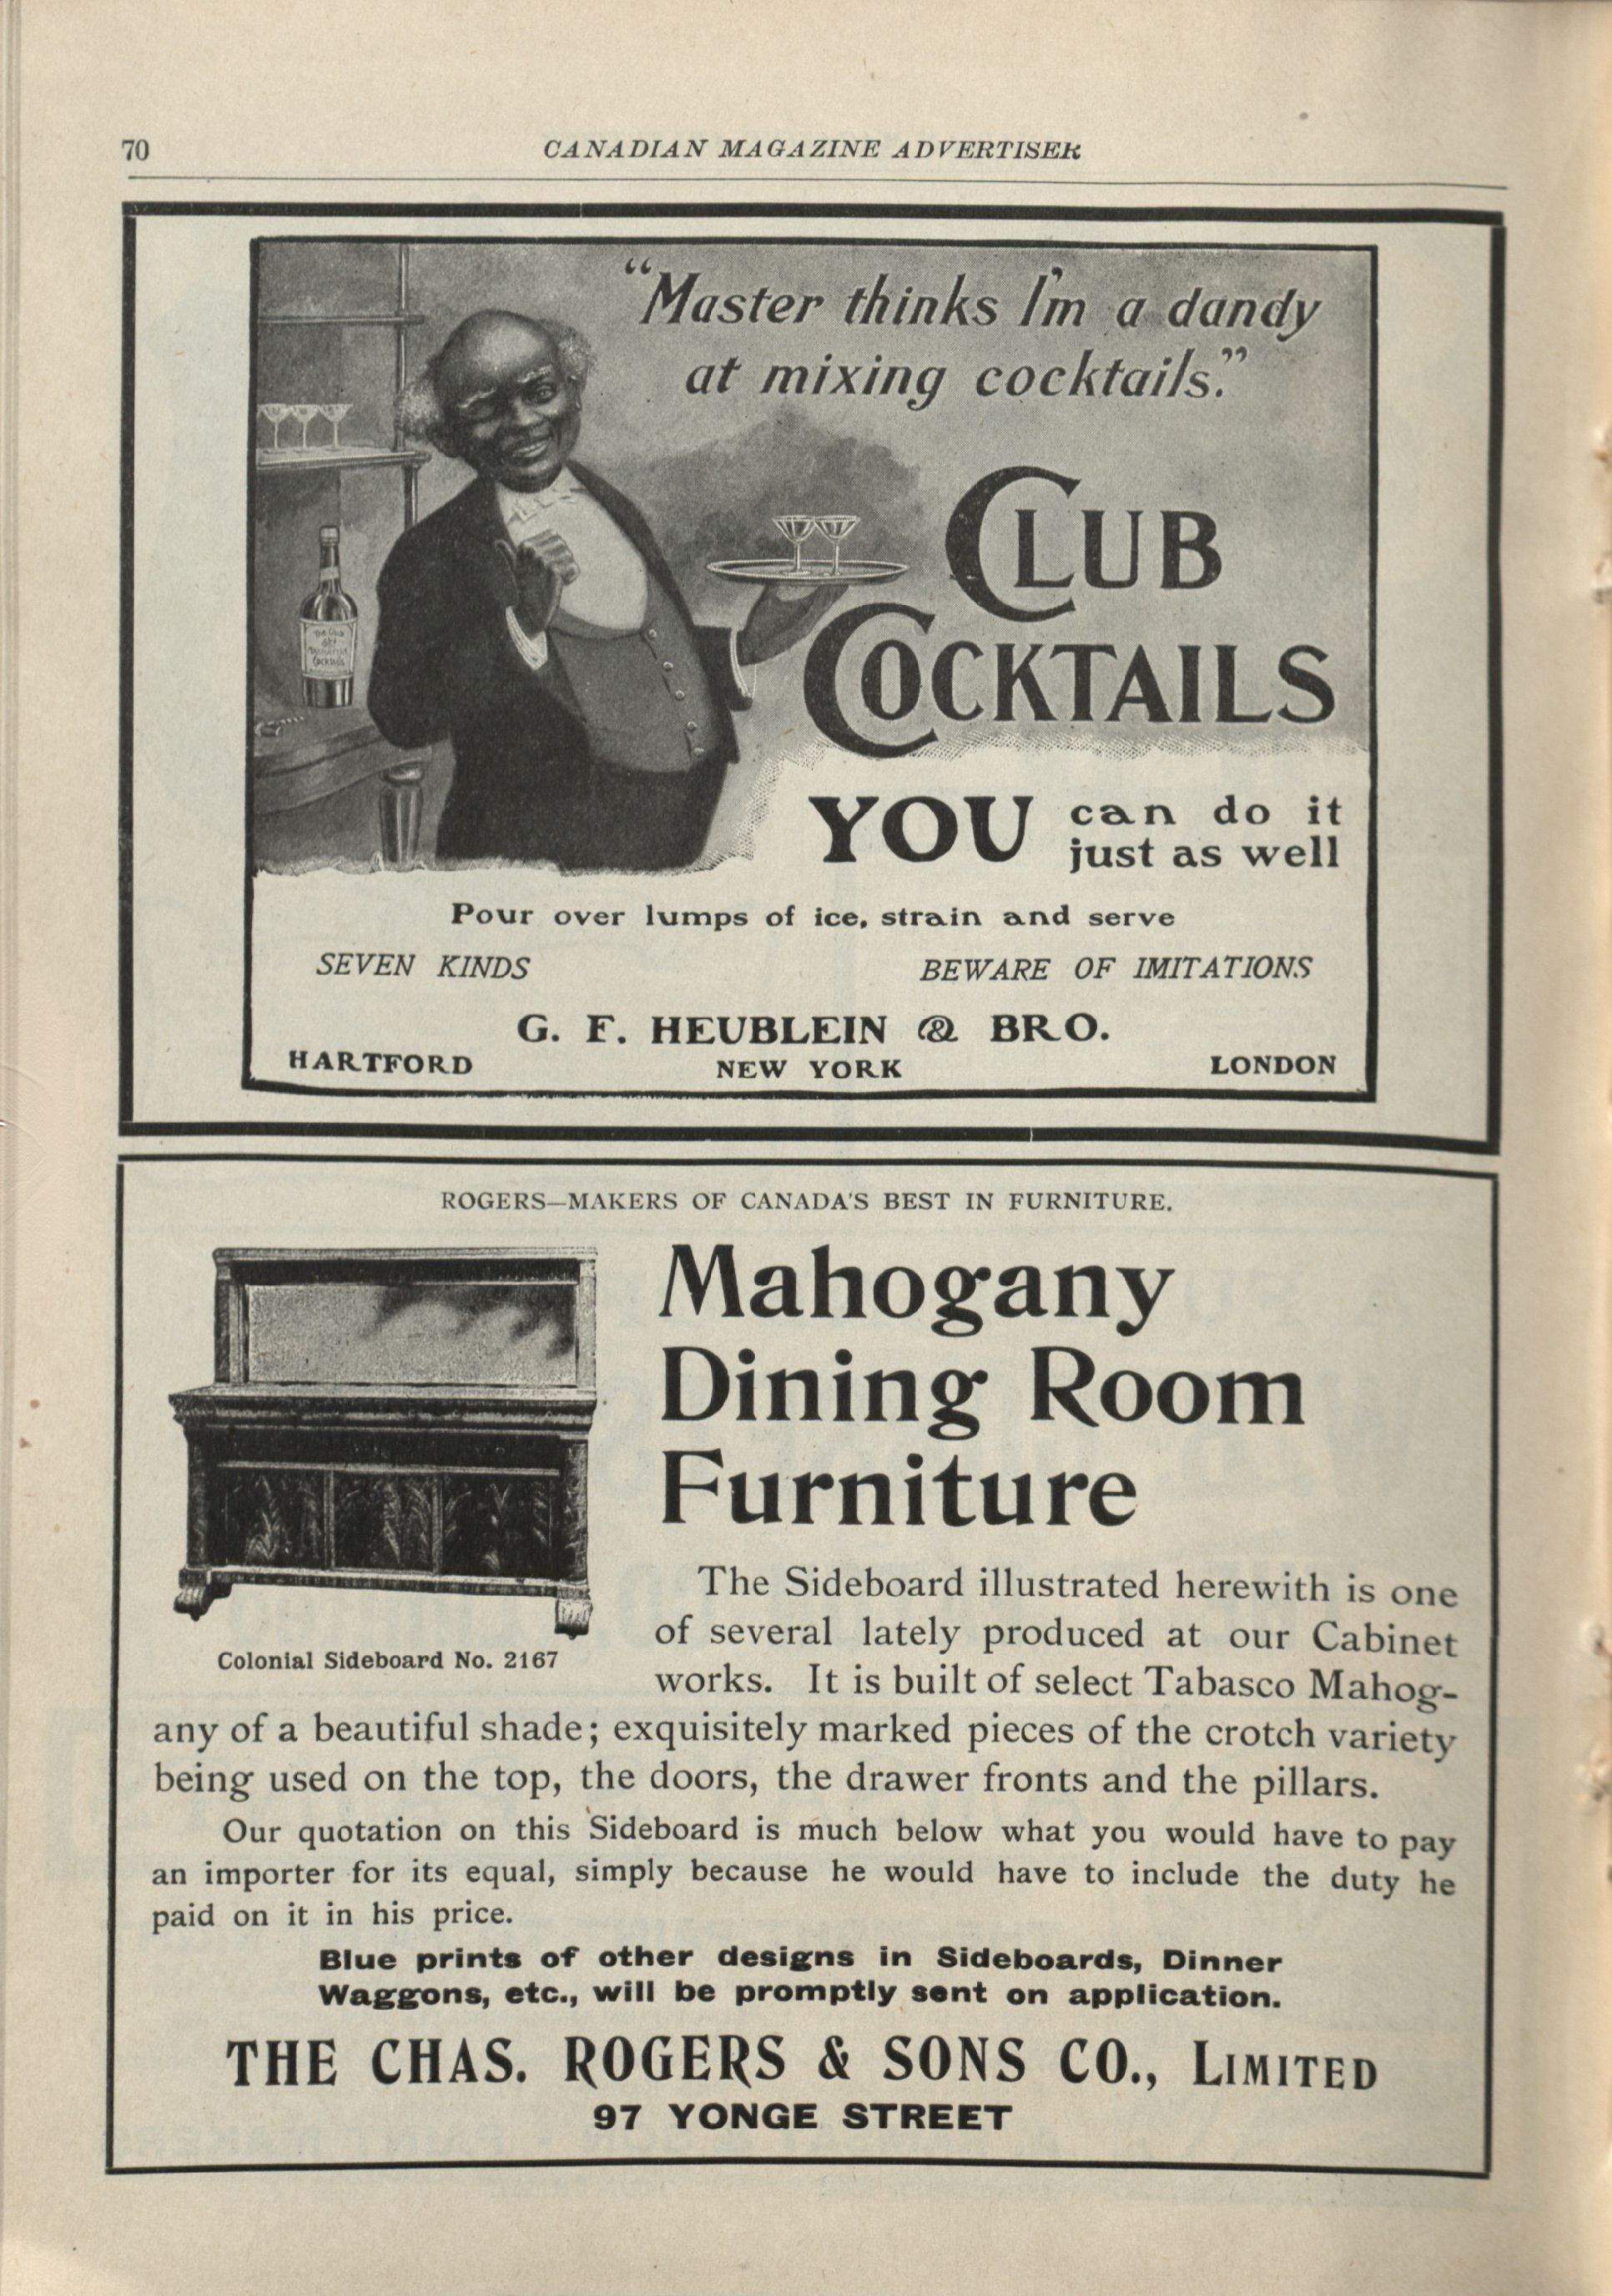 70
CANADIAN MAGAZINE ADVERTISER
"Master thinks I'm a dandy
at mixing cocktails."
CLUB
COCKTAILS
The Club
Cocktails
YOU can do it
just as well
Pour over lumps of ice, strain and serve
SEVEN KINDS BEWARE OF IMITATIONS
G. F. HEUBLEIN & BRO.
HARTFORD NEW YORK LONDON
ROGERS—MAKERS OF CANADA'S BEST IN FURNITURE.
Mahogany
Dining Room
Furniture
Colonial Sideboard No. 2167
The Sideboard illustrated herewith is one
of several lately produced at our Cabinet
works. It is built of select Tabasco Mahog-
any of a beautiful shade; exquisitely marked pieces of the crotch variety
being used on the top, the doors, the drawer fronts and the pillars.
Our quotation on this Sideboard is much below what you would have to pay
an importer for its equal, simply because he would have to include the duty he
paid on it in his price.
Blue prints of other designs in Sideboards, Dinner
Waggons, etc., will be promptly sent on application.
THE CHAS. ROGERS & SONS CO., LIMITED
97 YONGE STREET